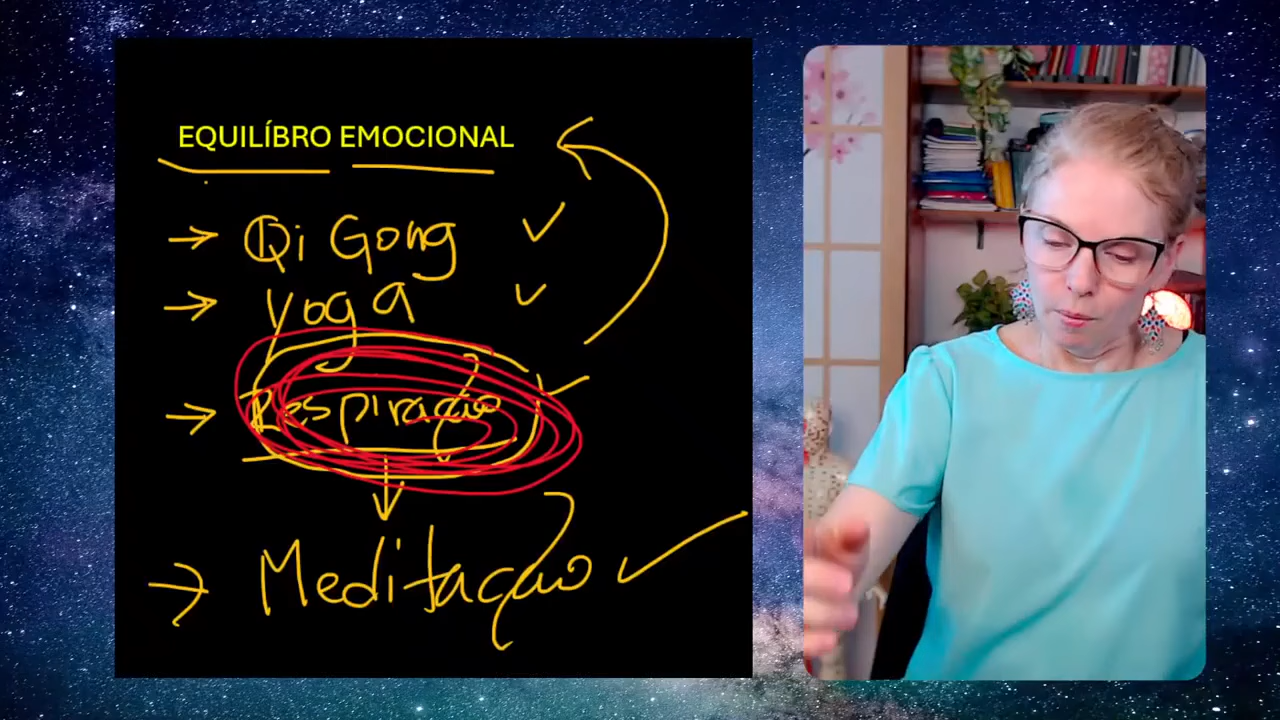 EQUILÍBRO EMOCIONAL
→ Qi Gong ✓
→ Yoga ✓
→ Respiração ✓
→ Meditação ✓